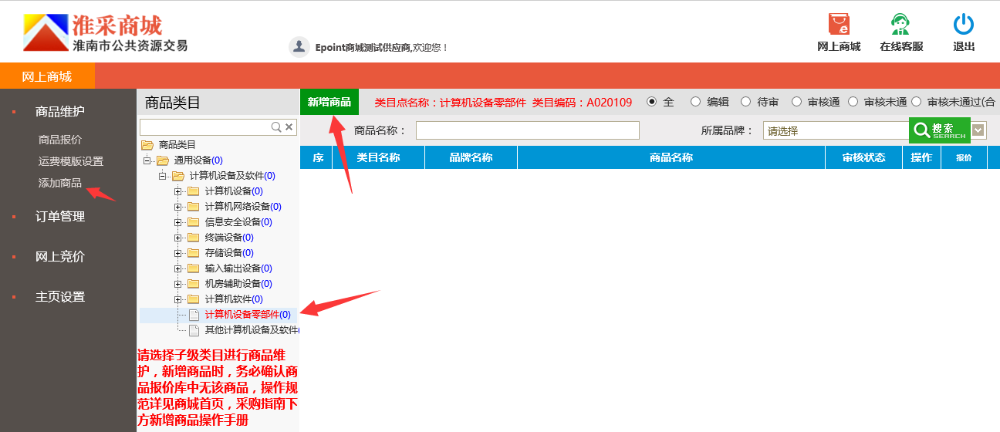 淮采商城
淮南市公共资源交易
Epoint商城测试供应商,欢迎您！
网上商城
在线客服
退出
网上商城
商品维护
商品报价
运费模版设置
添加商品
订单管理
网上竞价
主页设置
商品类目
商品类目
通用设备(0)
计算机设备及软件(0)
计算机设备(0)
计算机网络设备(0)
信息安全设备(0)
终端设备(0)
存储设备(0)
输入输出设备(0)
机房辅助设备(0)
计算机软件(0)
计算机设备零部件(0)
其他计算机设备及软件(
请选择子级类目进行商品维
护，新增商品时，务必确认商
品报价库中无该商品，操作规
范详见商城首页，采购指南下
方新增商品操作手册
新增商品 类目点名称：计算机设备零部件 类目编码：A020109 全 编辑 待审 审核通 审核未通 审核未通过(合
商品名称： 所属品牌： 请选择 搜索
SEARCH
序 类目名称 品牌名称 商品名称 审核状态 操作 报价